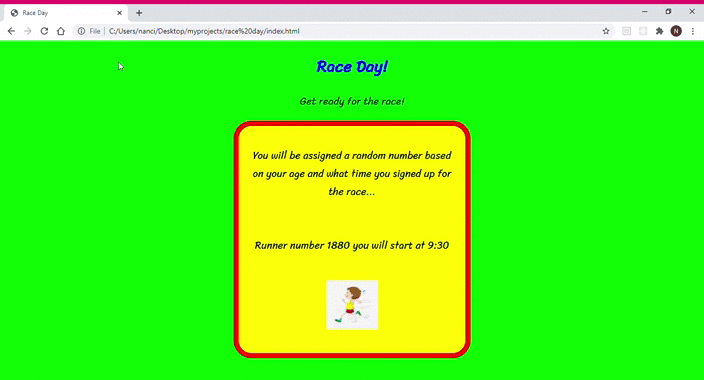 Race Day
File
C:/Users/nanci/Desktop/myprojects/race%20day/index.html
N
Race Day!
Get ready for the race!
You will be assigned a random number based
on your age and what time you signed up for
the race...
Runner number 1880 you will start at 9:30